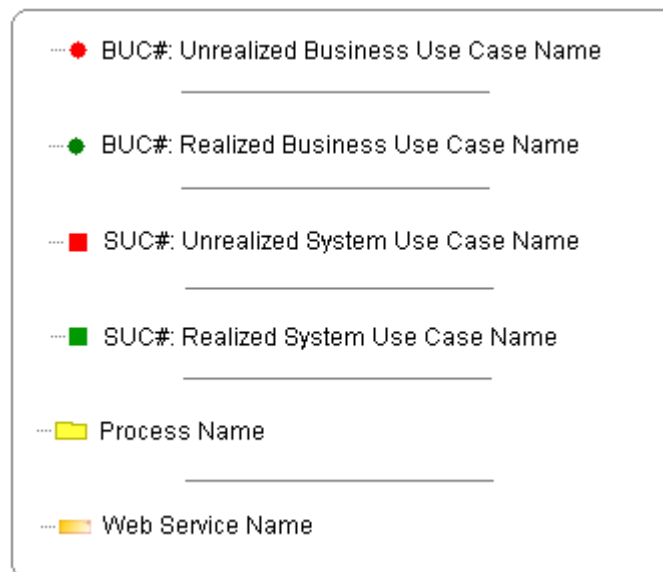 BUC#: Unrealized Business Use Case Name
BUC#: Realized Business Use Case Name
SUC#: Unrealized System Use Case Name
SUC#: Realized System Use Case Name
Process Name
Web Service Name